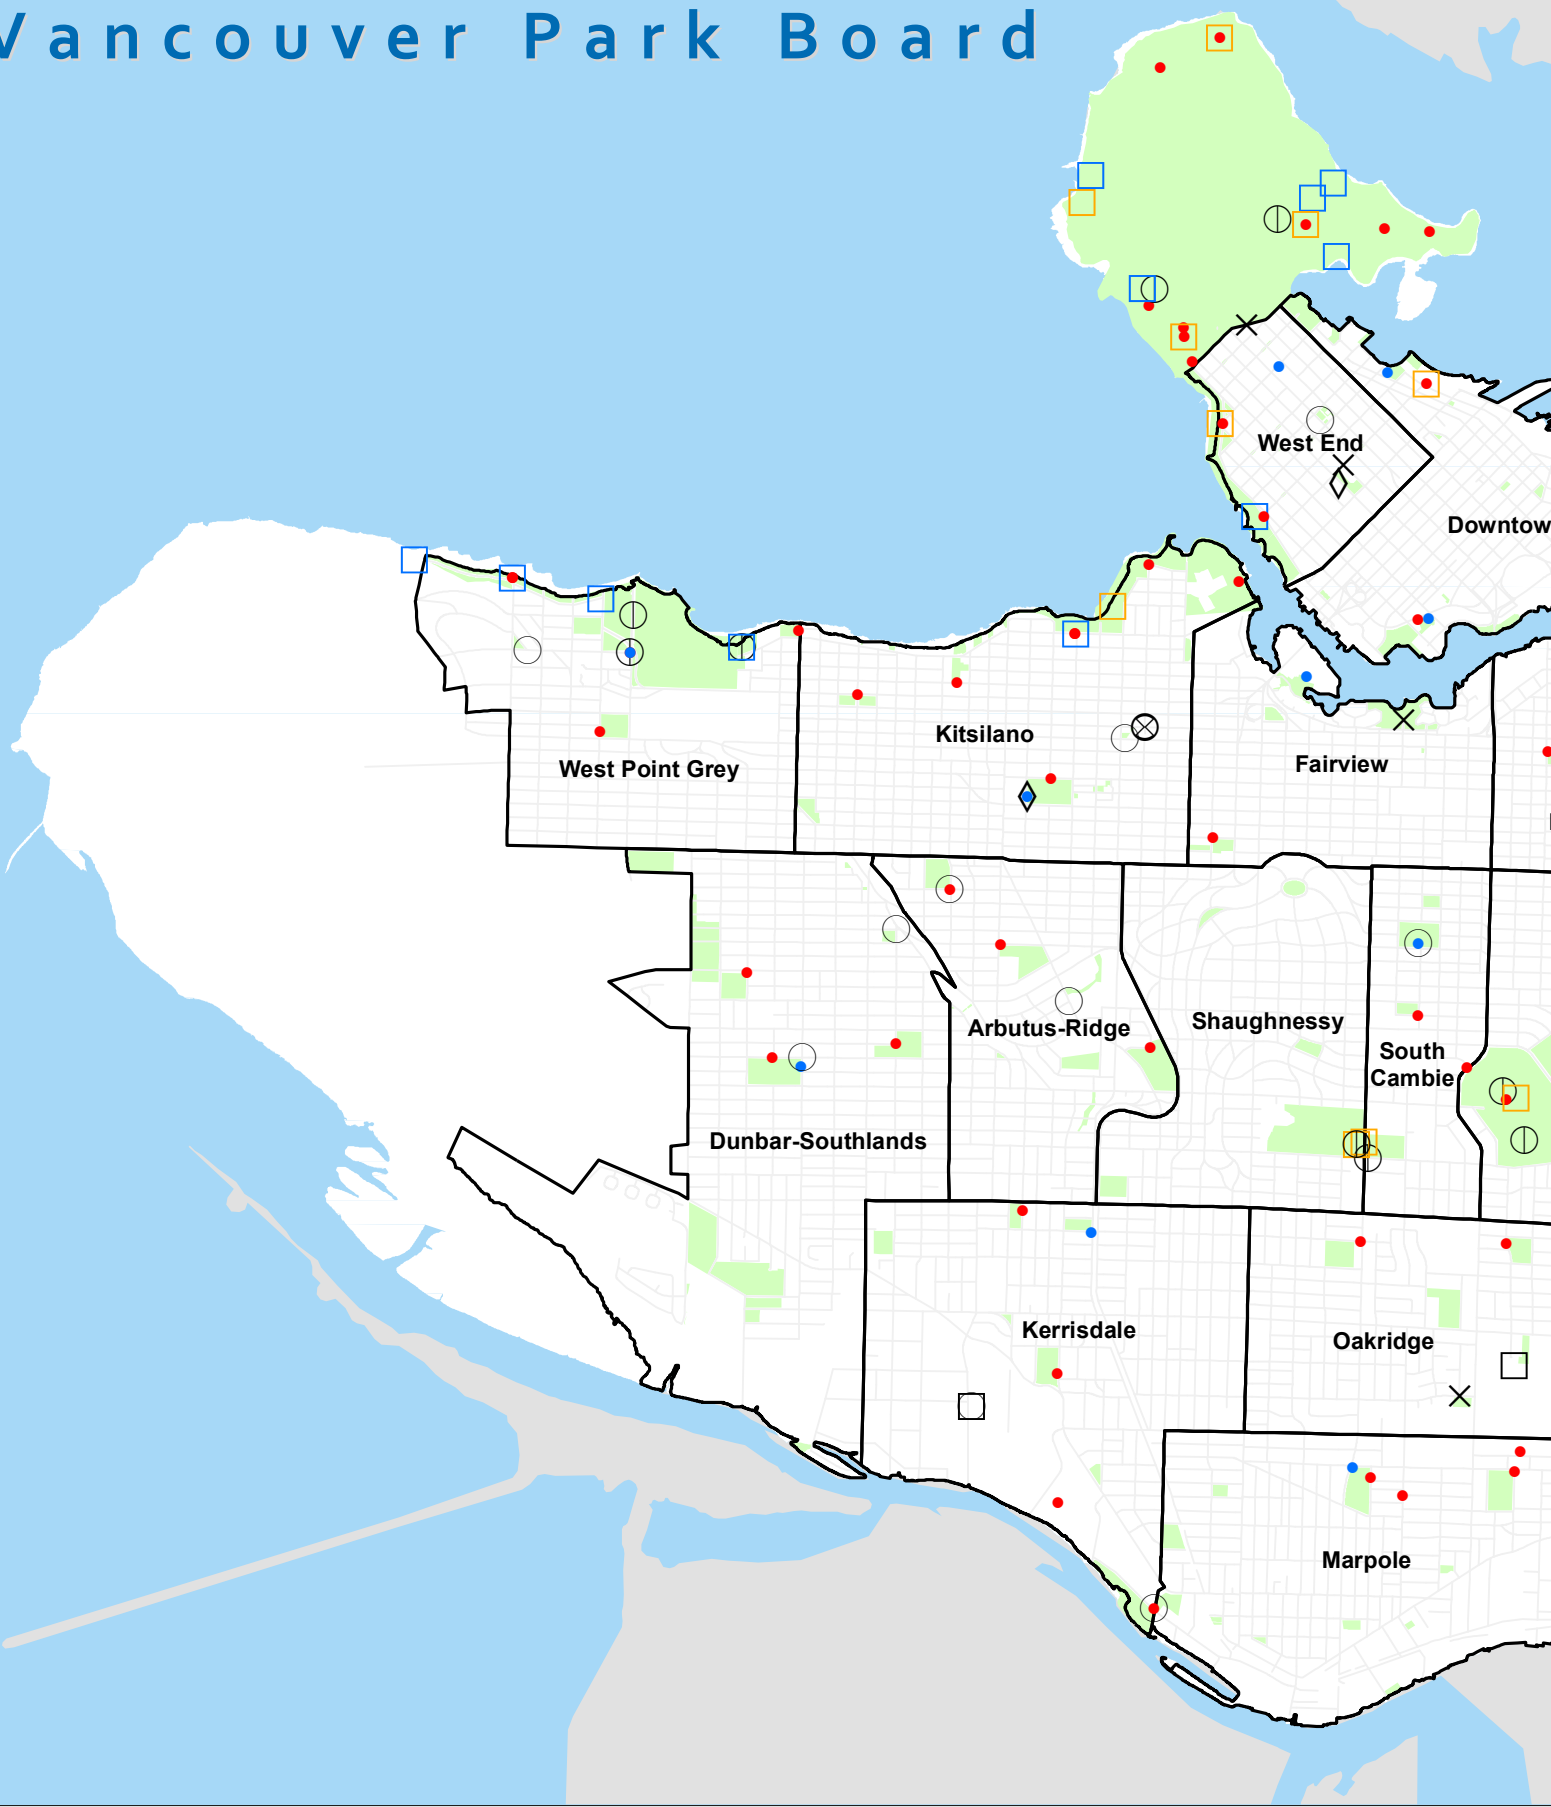 Vancouver Park Board
West End
Downtow
Kitsilano
West Point Grey
Fairview
Arbutus-Ridge
Shaughnessy
South
Cambie
Dunbar-Southlands
Kerrisdale
Oakridge
Marpole